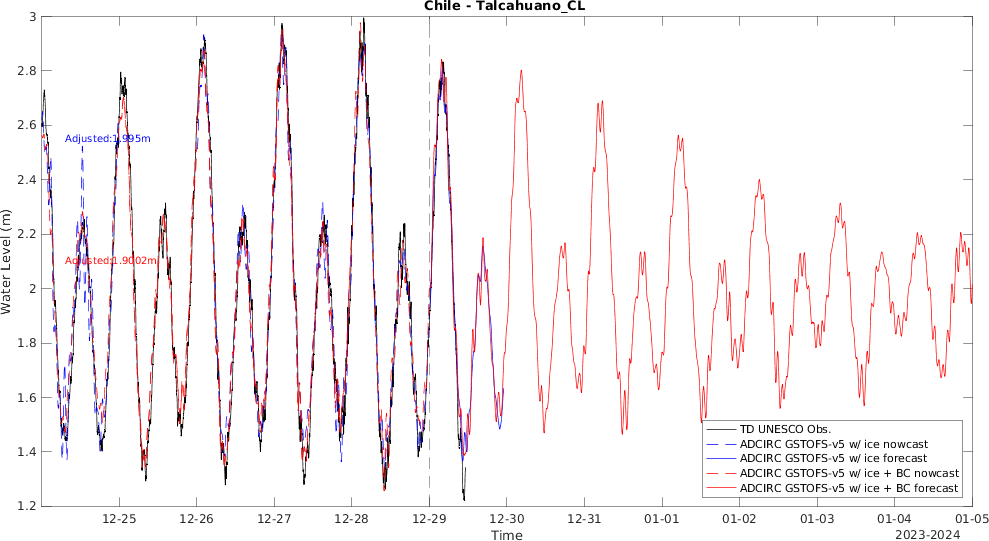 Chile - Talcahuano_CL
Water Level (m)
3
2.8
2.6
2.4
2.2
2
1.8
1.6
1.4
1.2
Adjusted:1.995m
Adjusted:1.9002m
TD UNESCO Obs.
ADCIRC GSTOFS-v5 w/ ice nowcast
ADCIRC GSTOFS-v5 w/ ice forecast
ADCIRC GSTOFS-v5 w/ ice + BC nowcast
ADCIRC GSTOFS-v5 w/ ice + BC forecast
12-25 12-26 12-27 12-28 12-29 12-30 12-31 01-01 01-02 01-03 01-04 01-05
Time
2023-2024